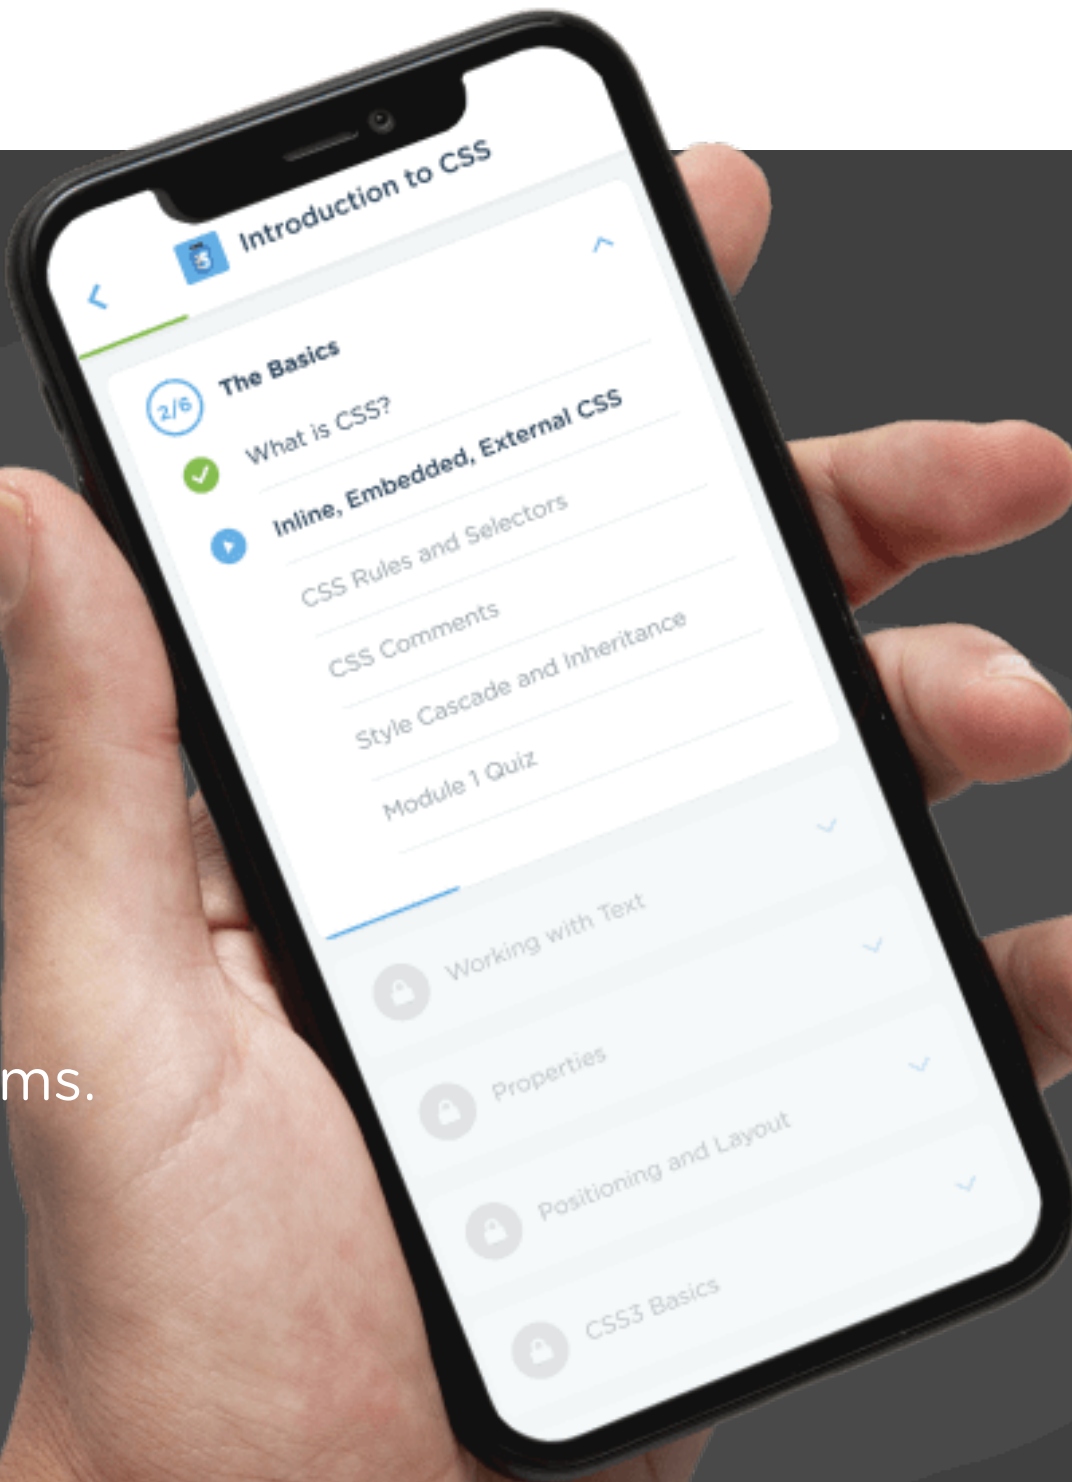 Introduction to CSS
2/6
The Basics
What is CSS?
Inline, Embedded, External CSS
CSS Rules and Selectors
CSS Comments
Style Cascade and Inheritance
Module 1 Quiz
Working with Text
Properties
Positioning and Layout
CSS3 Basics
ms.